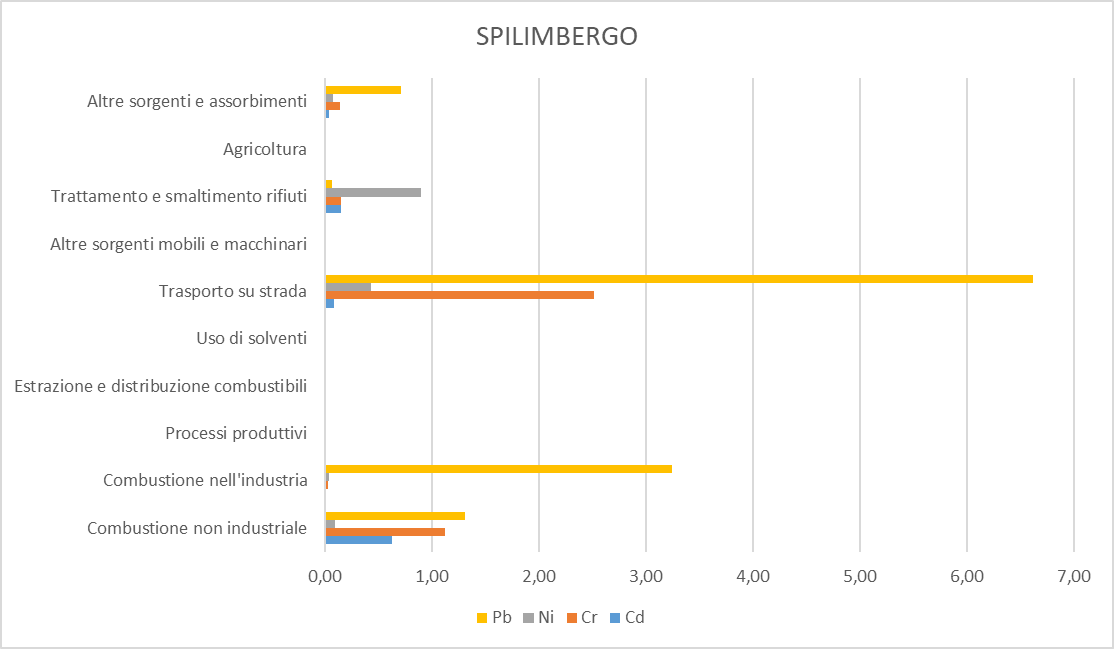 SPILIMBERGO
Altre sorgenti e assorbimenti
Agricoltura
Trattamento e smaltimento rifiuti
Altre sorgenti mobili e macchinari
Trasporto su strada
Uso di solventi
Estrazione e distribuzione combustibili
Processi produttivi
Combustione nell'industria
Combustione non industriale
0,00 1,00 2,00 3,00 4,00 5,00 6,00 7,00
Pb Ni Cr Cd